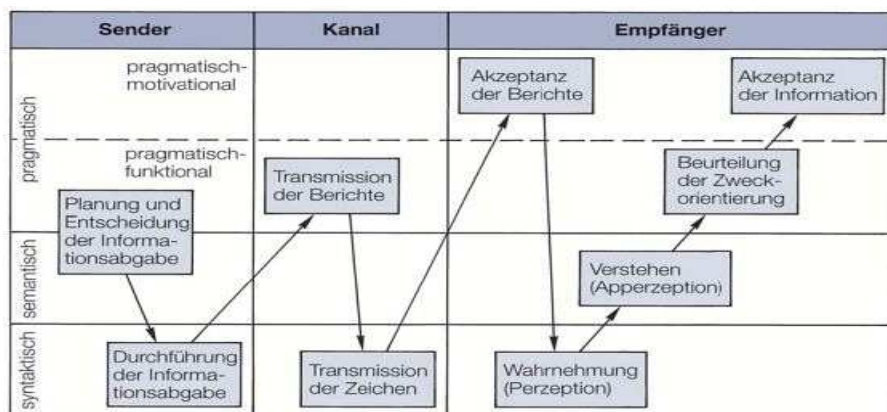 Sender
Kanal
Empfänger
pragmatisch
pragmatisch-
motivational
Akzeptanz
der Berichte
Akzeptanz
der Information
pragmatisch-
funktional
Planung und
Entscheidung
der Informa-
tionsabgabe
Transmission
der Berichte
Beurteilung
der Zweck-
orientierung
semantisch
Verstehen
(Apperzeption)
syntaktisch
Durchführung
der Informa-
tionsabgabe
Transmission
der Zeichen
Wahrnehmung
(Perzeption)